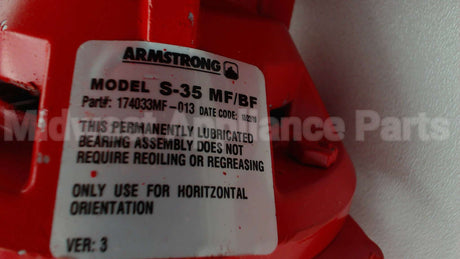 ARMSTRONG
MODEL S-35 MF/BF
Part#: 174033MF-013 DATE CODE:
Midwest Appliance Parts
THIS PERMANENTLY LUBRICATED
BEARING ASSEMBLY DOES NOT
REQUIRE REOILING OR REGREASING
ONLY USE FOR HORITZONTAL
ORIENTATION
VER: 3